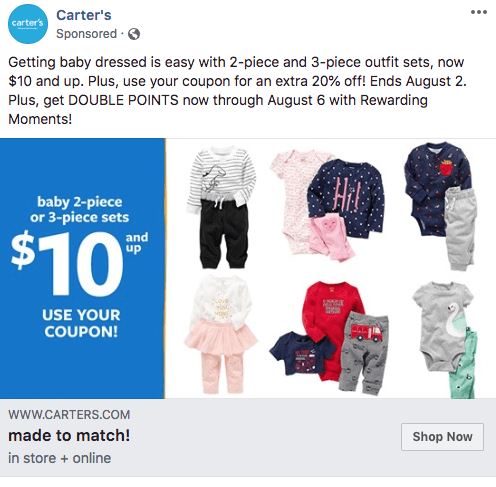 carter's
Carter's
Sponsored ·
Getting baby dressed is easy with 2-piece and 3-piece outfit sets, now
$10 and up. Plus, use your coupon for an extra 20% off! Ends August 2.
Plus, get DOUBLE POINTS now through August 6 with Rewarding
Moments!
baby 2-piece
or 3-piece sets
$10 and up
USE YOUR
COUPON!
Hi!
WWW.CARTERS.COM
made to match!
in store + online
Shop Now